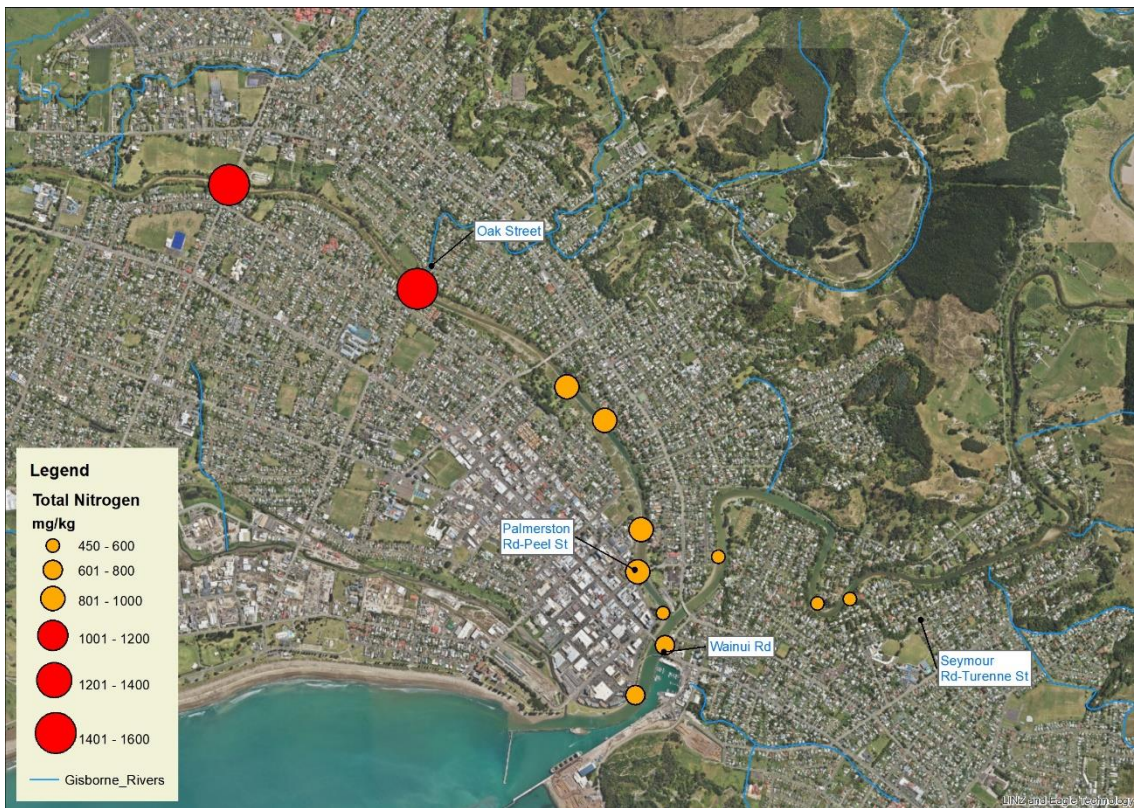 Oak Street
Palmerston
Rd-Peel St
Wainui Rd
Seymour
Rd-Turenne St
Legend
Total Nitrogen
mg/kg
450 - 600
601 - 800
801 - 1000
1001 - 1200
1201 - 1400
1401 - 1600
Gisborne_Rivers
LINZ and Eagle Technology